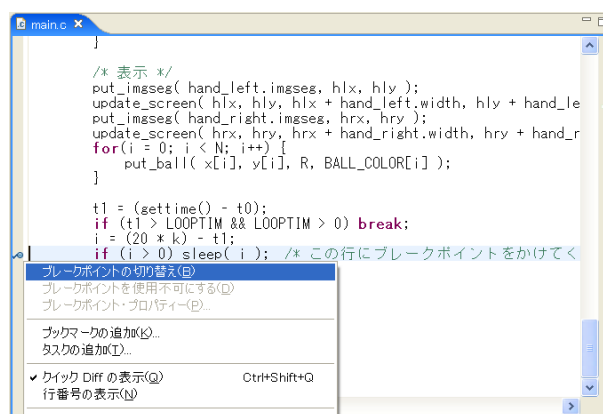 main.c
}
/* 表示 */
put_imgseg( hand_left.imgseg, hlx, hly );
update_screen( hlx, hly, hlx + hand_left.width, hly + hand_le
put_imgseg( hand_right.imgseg, hrx, hry );
update_screen( hrx, hry, hrx + hand_right.width, hry + hand_r
for(i = 0; i < N; i++) {
put_ball( x[i], y[i], R, BALL_COLOR[i] );
}
t1 = (gettime() - t0);
if (t1 > LOOPTIM && LOOPTIM > 0) break;
i = (20 * k) - t1;
if (i > 0) sleep( i ); /* この行にブレークポイントをかけてく
ブレークポイントの切り替え(B)
ブレークポイントを使用不可にする(D)
ブレークポイント・プロパティー(P)...
ブックマークの追加(K)...
タスクの追加(T)...
クイック Diff の表示(Q) Ctrl+Shift+Q
行番号の表示(N)